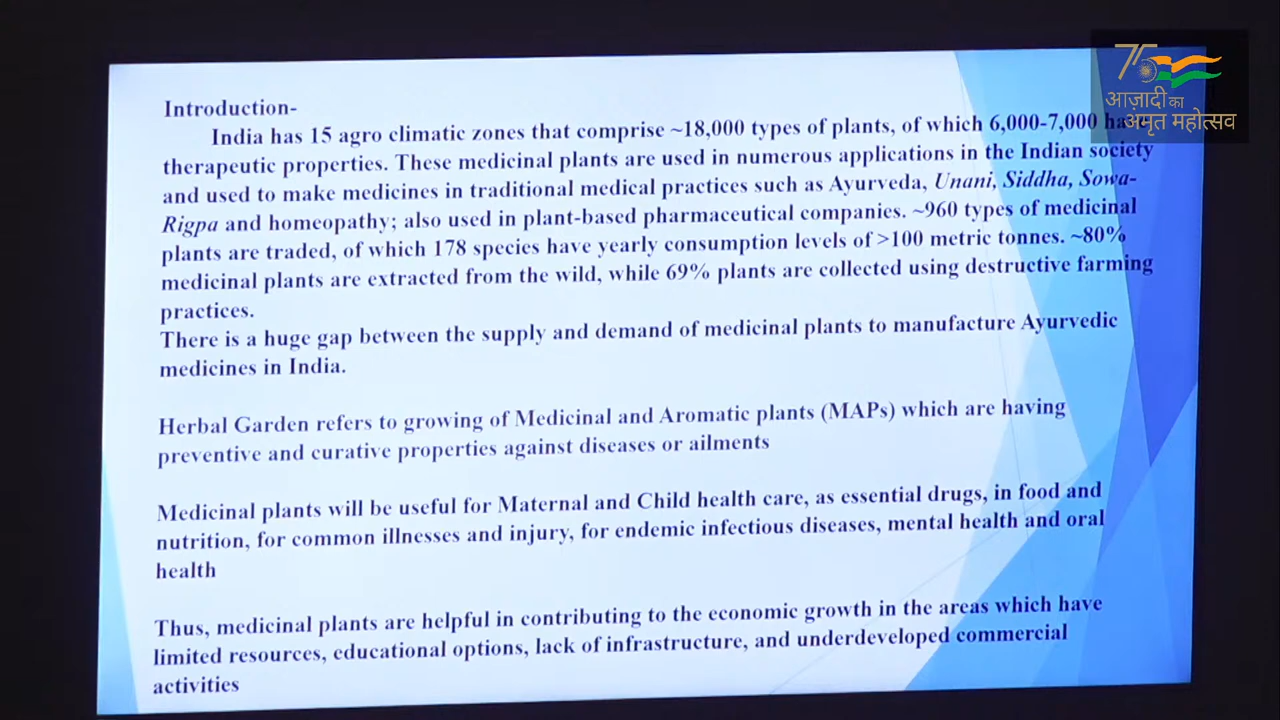 75
आज़ादी का
अमृत महोत्सव
Introduction-
India has 15 agro climatic zones that comprise ~18,000 types of plants, of which 6,000-7,000
therapeutic properties. These medicinal plants are used in numerous applications in the Indian society
and used to make medicines in traditional medical practices such as Ayurveda, Unani, Siddha, Sowa-
Rigpa and homeopathy; also used in plant-based pharmaceutical companies. ~960 types of medicinal
plants are traded, of which 178 species have yearly consumption levels of >100 metric tonnes. ~80%
medicinal plants are extracted from the wild, while 69% plants are collected using destructive farming
practices.
There is a huge gap between the supply and demand of medicinal plants to manufacture Ayurvedic
medicines in India.
Herbal Garden refers to growing of Medicinal and Aromatic plants (MAPs) which are having
preventive and curative properties against diseases or ailments
Medicinal plants will be useful for Maternal and Child health care, as essential drugs, in food and
nutrition, for common illnesses and injury, for endemic infectious diseases, mental health and oral
health
Thus, medicinal plants are helpful in contributing to the economic growth in the areas which have
limited resources, educational options, lack of infrastructure, and underdeveloped commercial
activities